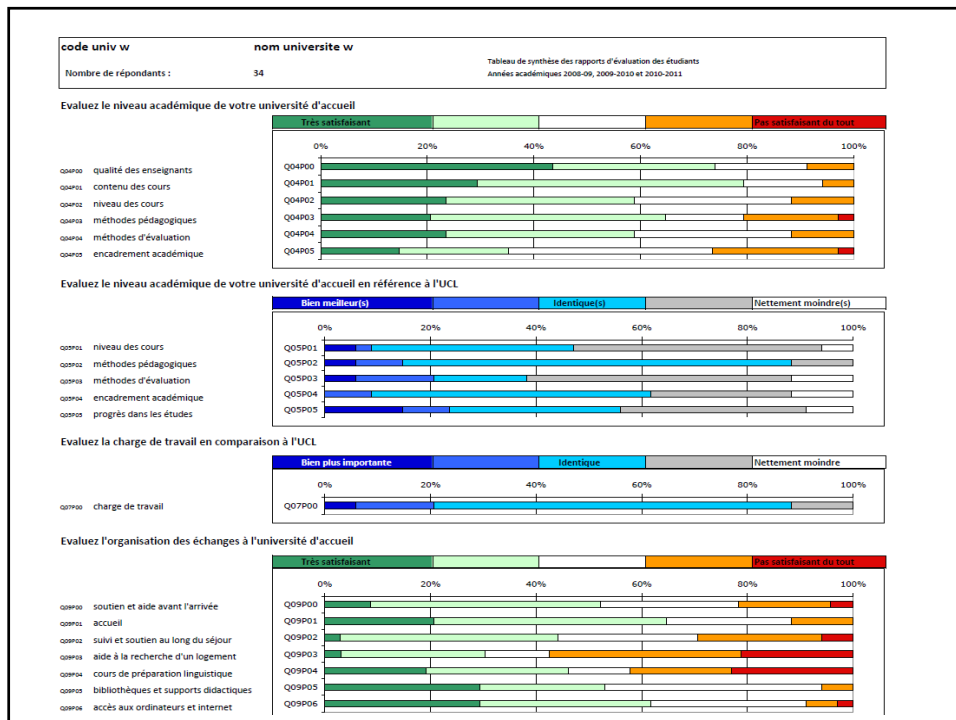 code univ w nom universite w
Tableau de synthèse des rapports d'évaluation des étudiants
Nombre de répondants : 34 Années académiques 2008-09, 2009-2010 et 2010-2011
Evaluez le niveau académique de votre université d'accueil
Très satisfaisant Pas satisfaisant du tout
0% 20% 40% 60% 80% 100%
Q04P00 qualité des enseignants Q04P00
Q04P01 contenu des cours Q04P01
Q04P02 niveau des cours Q04P02
Q04P03 méthodes pédagogiques Q04P03
Q04P04 méthodes d'évaluation Q04P04
Q04P05 encadrement académique Q04P05
Evaluez le niveau académique de votre université d'accueil en référence à l'UCL
Bien meilleur(s) Identique(s) Nettement moindre(s)
0% 20% 40% 60% 80% 100%
Q05P01 niveau des cours Q05P01
Q05P02 méthodes pédagogiques Q05P02
Q05P03 méthodes d'évaluation Q05P03
Q05P04 encadrement académique Q05P04
Q05P05 progrès dans les études Q05P05
Evaluez la charge de travail en comparaison à l'UCL
Bien plus importante Identique Nettement moindre
0% 20% 40% 60% 80% 100%
Q07P00 charge de travail Q07P00
Evaluez l'organisation des échanges à l'université d'accueil
Très satisfaisant Pas satisfaisant du tout
0% 20% 40% 60% 80% 100%
Q09P00 soutien et aide avant l'arrivée Q09P00
Q09P01 accueil Q09P01
Q09P02 suivi et soutien au long du séjour Q09P02
Q09P03 aide à la recherche d'un logement Q09P03
Q09P04 cours de préparation linguistique Q09P04
Q09P05 bibliothèques et supports didactiques Q09P05
Q09P06 accès aux ordinateurs et internet Q09P06